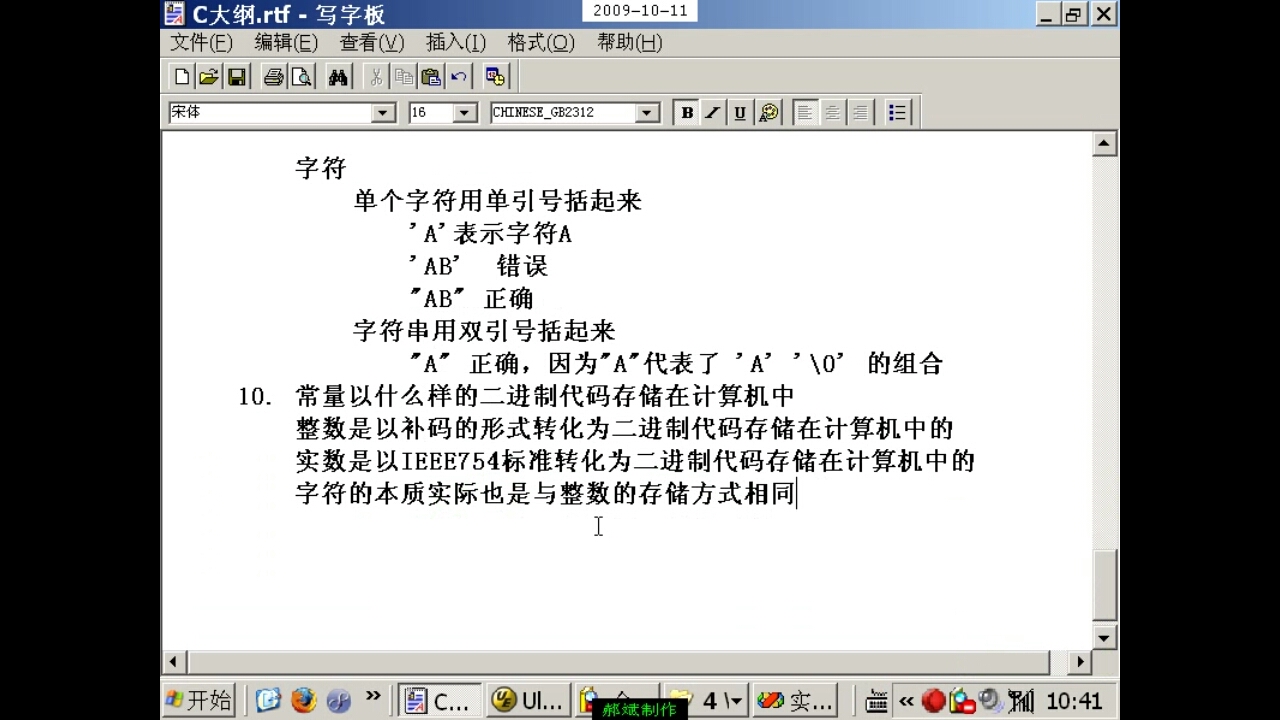 C大纲.rtf - 写字板
2009-10-11
文件(F) 编辑(E) 查看(V) 插入(I) 格式(O) 帮助(H)
宋体 16 CHINESE_GB2312 B U
字符
单个字符用单引号括起来
'A'表示字符A
'AB' 错误
"AB" 正确
字符串用双引号括起来
"A" 正确，因为"A"代表了 'A' '\0' 的组合
10. 常量以什么样的二进制代码存储在计算机中
整数是以补码的形式转化为二进制代码存储在计算机中的
实数是以IEEE754标准转化为二进制代码存储在计算机中的
字符的本质实际也是与整数的存储方式相同
开始 » C... Ul... 4 实... « 10:41
郝斌制作